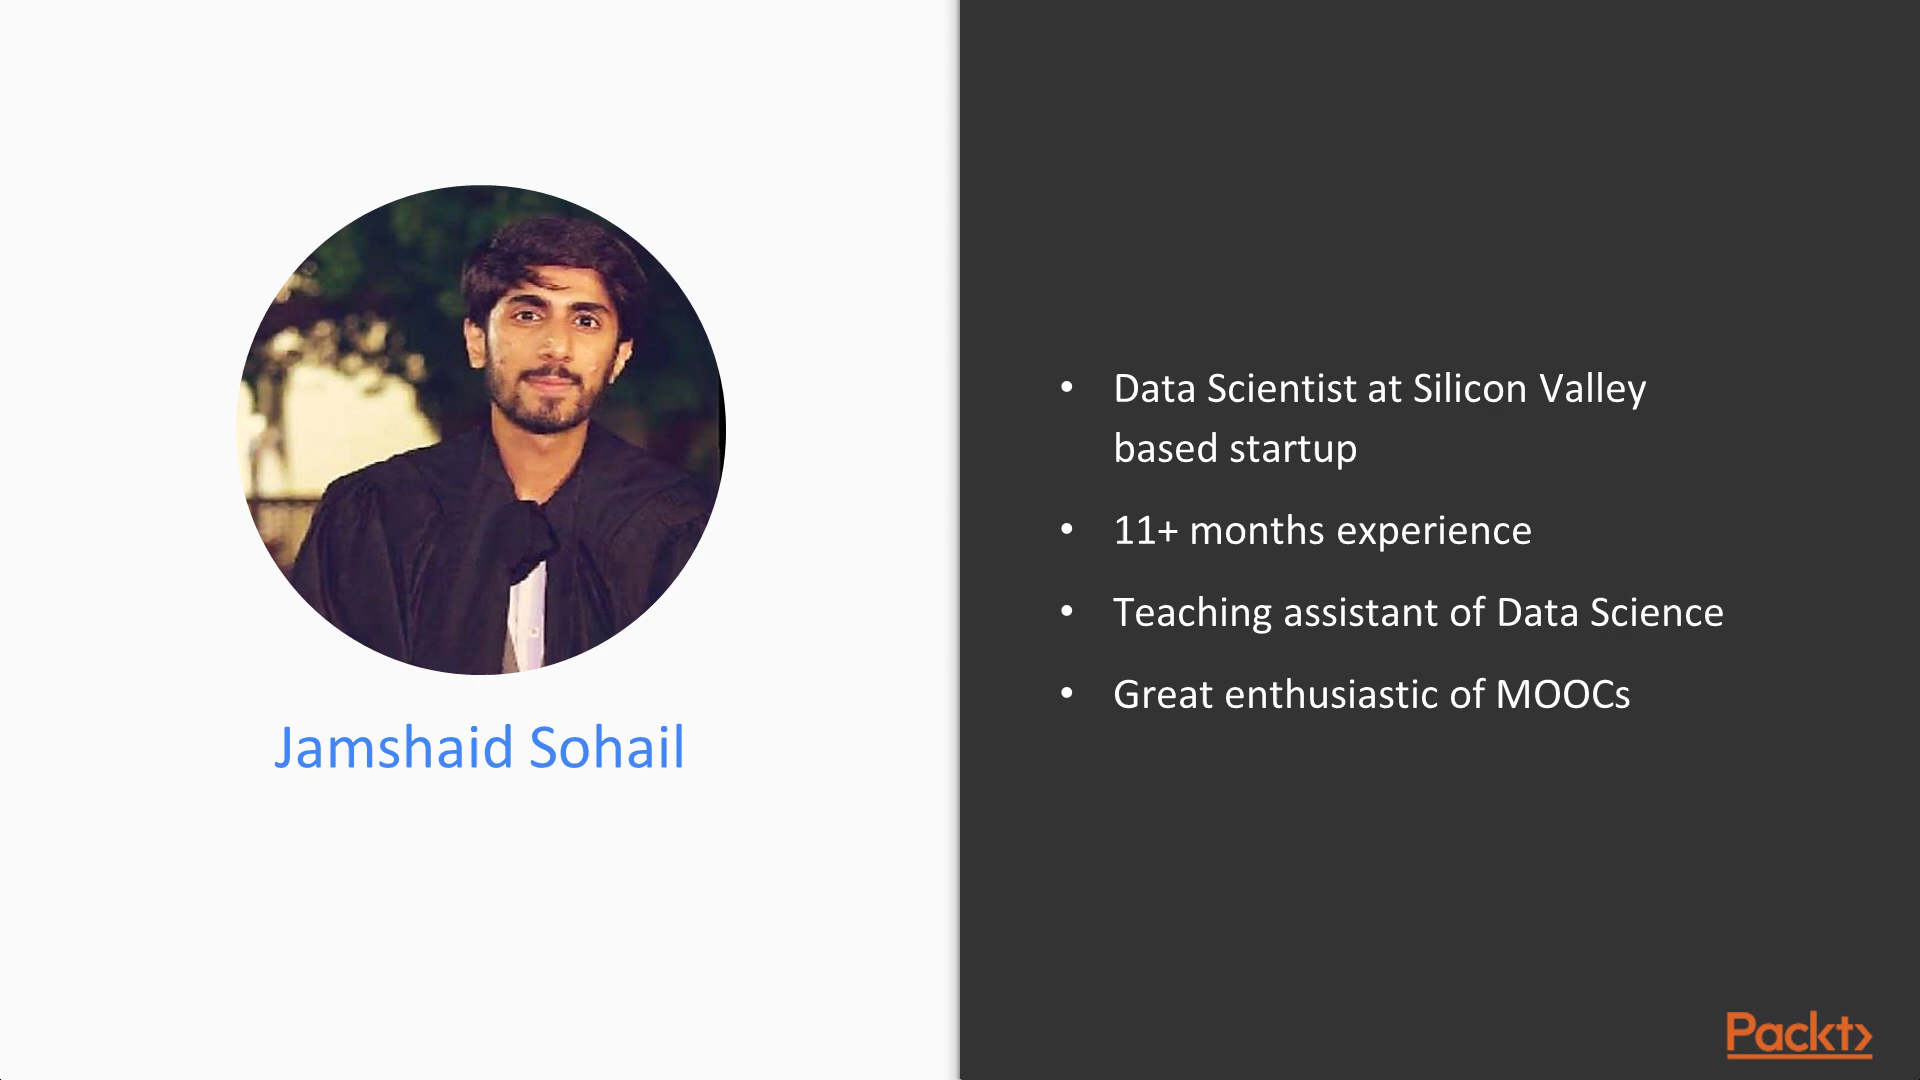 Jamshaid Sohail
• Data Scientist at Silicon Valley
based startup
• 11+ months experience
• Teaching assistant of Data Science
• Great enthusiastic of MOOCs
Packt>